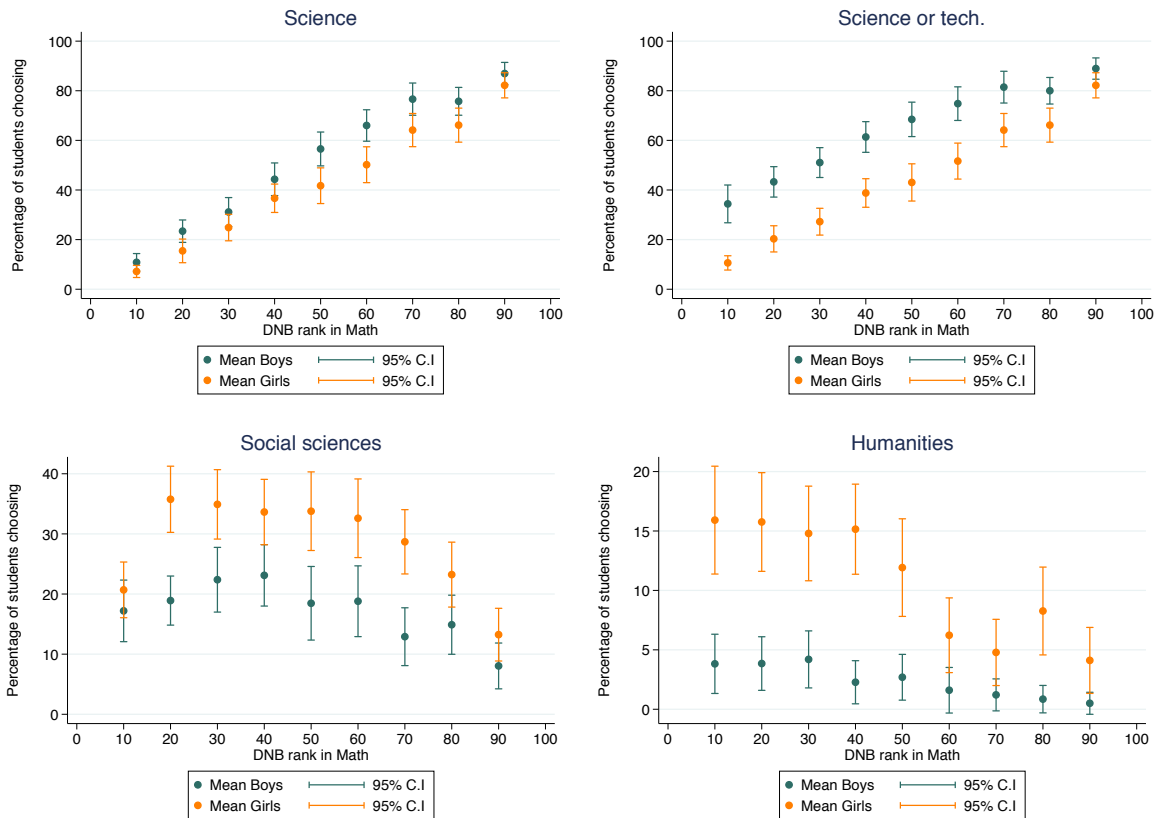 Science
Percentage of students choosing
100
80
60
40
20
0
0 10 20 30 40 50 60 70 80 90 100
DNB rank in Math
Mean Boys 95% C.I
Mean Girls 95% C.I
Science or tech.
Percentage of students choosing
100
80
60
40
20
0
0 10 20 30 40 50 60 70 80 90 100
DNB rank in Math
Mean Boys 95% C.I
Mean Girls 95% C.I
Social sciences
Percentage of students choosing
40
30
20
10
0
0 10 20 30 40 50 60 70 80 90 100
DNB rank in Math
Mean Boys 95% C.I
Mean Girls 95% C.I
Humanities
Percentage of students choosing
20
15
10
5
0
0 10 20 30 40 50 60 70 80 90 100
DNB rank in Math
Mean Boys 95% C.I
Mean Girls 95% C.I